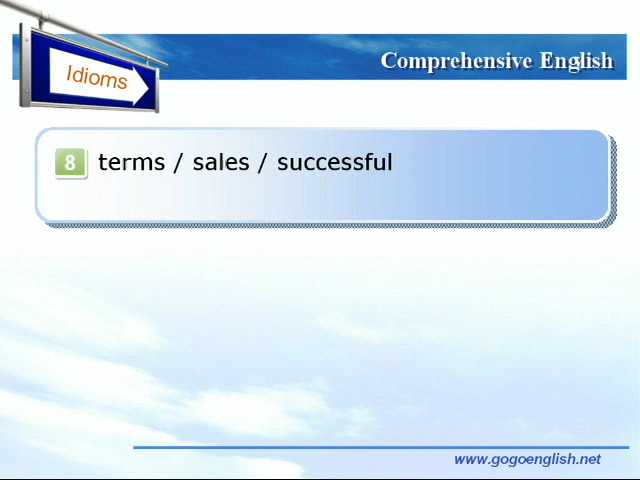 Idioms
Comprehensive English
8 terms / sales / successful
www.gogoenglish.net